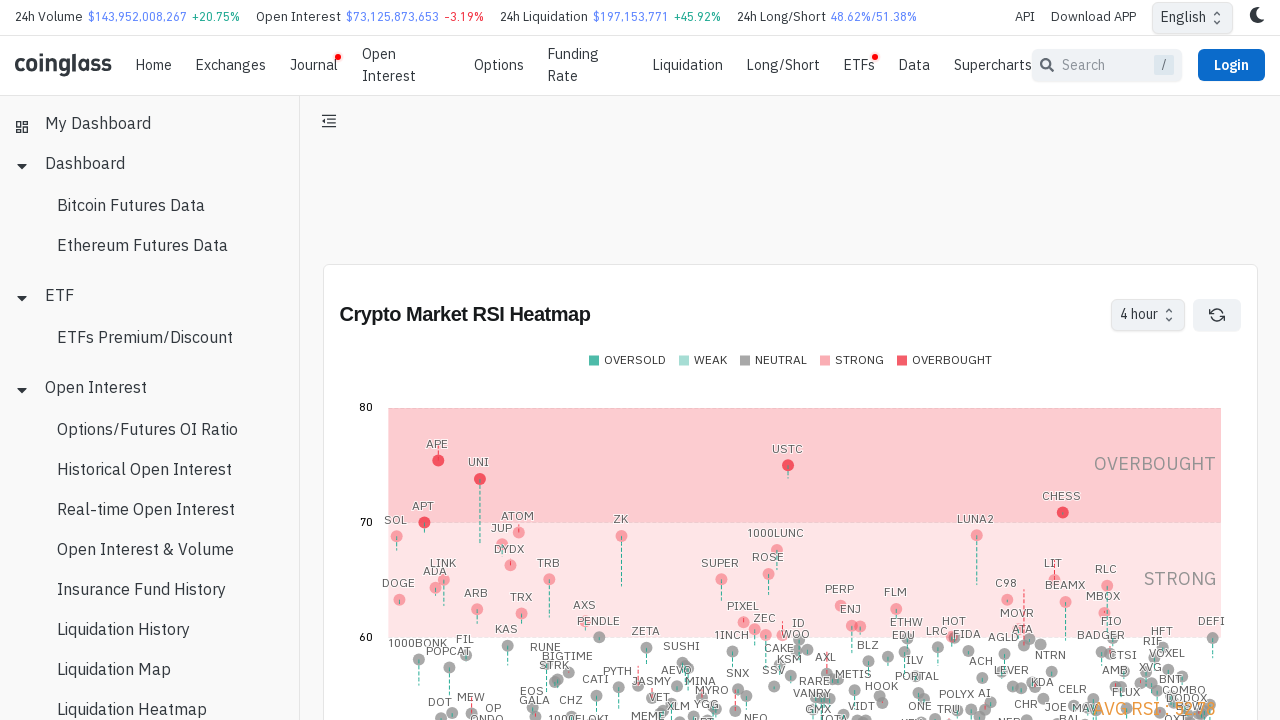 24h Volume $143,952,008,267 +20.75% Open Interest $73,125,873,653 -3.19% 24h Liquidation $197,153,771 +45.92% 24h Long/Short 48.62%/51.38% API Download APP English
coinglass Home Exchanges Journal Open Interest Options Funding Rate Liquidation Long/Short ETFs Data Supercharts Search / Login
My Dashboard
Dashboard
Bitcoin Futures Data
Ethereum Futures Data
ETF
ETFs Premium/Discount
Open Interest
Options/Futures OI Ratio
Historical Open Interest
Real-time Open Interest
Open Interest & Volume
Insurance Fund History
Liquidation History
Liquidation Map
Liquidation Heatmap
Crypto Market RSI Heatmap 4 hour
OVERSOLD WEAK NEUTRAL STRONG OVERBOUGHT
80
APE
USTC
UNI
OVERBOUGHT
CHESS
APT
70
SOL
ATOM
ZK
LUNA2
JUP
1000LUNC
DYDX
ROSE
LINK
TRB
SUPER
LIT
ADA
RLC
STRONG
DOGE
C98
BEAMX
PERP
FLM
ARB
TRX
MBOX
AXS
PIXEL
ENJ
MOVR
PENDLE
ZEC
ID
ETHW
HOT
PIO
DEFI
60
KAS
ZETA
1INCH
WOO
EDU
LRC
FIDA
ATA
AGLD
BADGER
HFT
1000BONK
FIL
RUNE
SUSHI
CAKE
BLZ
RIF
POPCAT
BIGTIME
KSM
AXL
ILV
ACH
NTRN
CTSI
VOXEL
STRK
PYTH
AEVO
SNX
SSV
METIS
PORTAL
LEVER
AMB
XVG
CATI
JASMY
MINA
RARE
HOOK
KDA
BNT
EOS
MYRO
VANRY
POLYX
AI
CELR
FLUX
COMBO
DOT
MEW
GALA
CHZ
VET
XLM
YGG
GMX
VIDT
ONE
TRU
CHR
JOE
MAV
AVG RSI
OP
MEME
NEO
IOTA